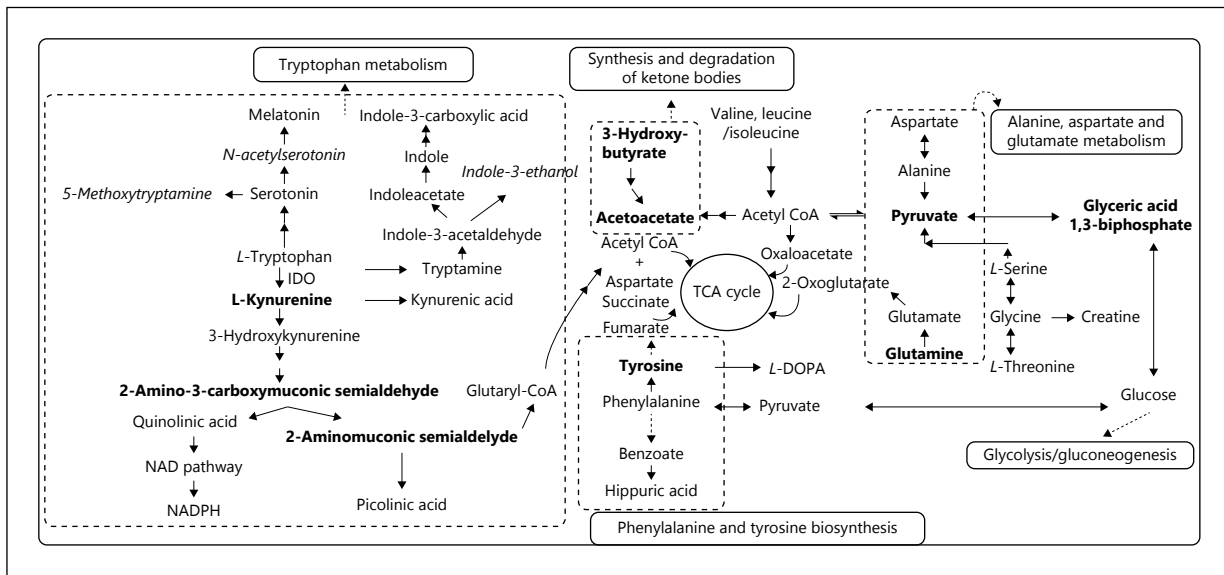 Tryptophan metabolism
Melatonin
N-acetylserotonin
5-Methoxytryptamine
Serotonin
L-Tryptophan
IDO
L-Kynurenine
3-Hydroxykynurenine
2-Amino-3-carboxymuconic semialdehyde
Quinolinic acid
NAD pathway
NADPH
2-Aminomuconic semialdelyde
Picolinic acid
Indole-3-carboxylic acid
Indole
Indole-3-ethanol
Indoleacetate
Indole-3-acetaldehyde
Tryptamine
Kynurenic acid
Glutaryl-CoA
Synthesis and degradation
of ketone bodies
3-Hydroxy-
butyrate
Acetoacetate
Valine, leucine
/isoleucine
Acetyl CoA
Acetyl CoA
+
Aspartate
Succinate
Fumarate
TCA cycle
Oxaloacetate
2-Oxoglutarate
Tyrosine
L-DOPA
Phenylalanine
Pyruvate
Benzoate
Hippuric acid
Phenylalanine and tyrosine biosynthesis
Aspartate
Alanine
Pyruvate
Glutamate
Glutamine
Alanine, aspartate and
glutamate metabolism
Glyceric acid
1,3-biphosphate
L-Serine
Glycine
Creatine
L-Threonine
Glucose
Glycolysis/gluconeogenesis